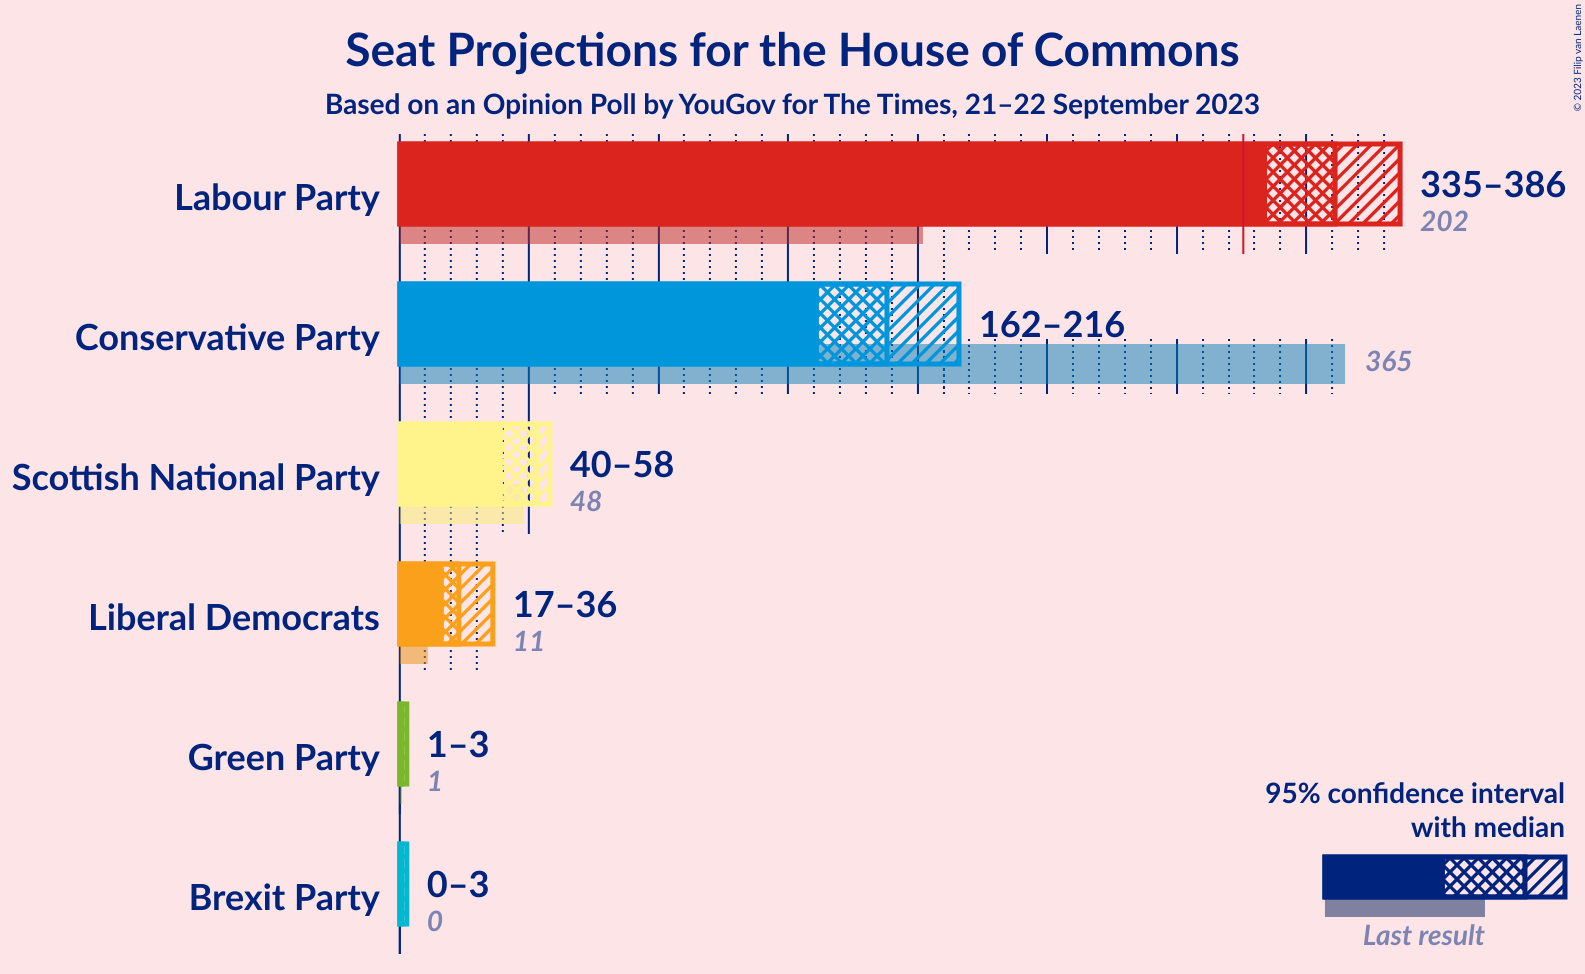 Seat Projections for the House of Commons
Based on an Opinion Poll by YouGov for The Times, 21–22 September 2023
© 2023 Filip van Laenen
Labour Party
335–386
202
Conservative Party
162–216
365
Scottish National Party
40–58
48
Liberal Democrats
17–36
11
Green Party
1–3
1
Brexit Party
0–3
0
95% confidence interval
with median
Last result